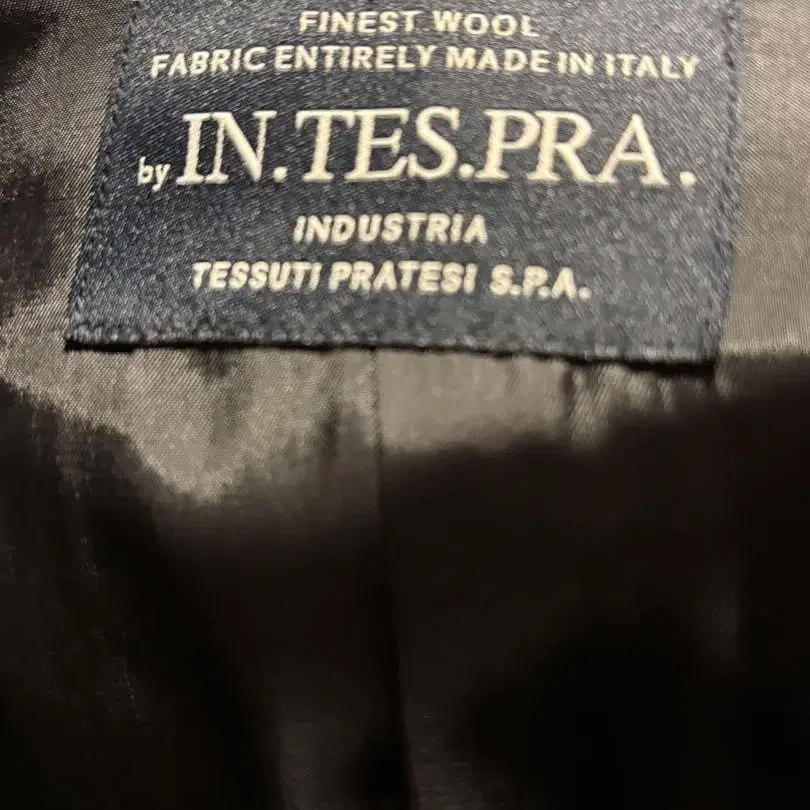 FINEST WOOL
FABRIC ENTIRELY MADE IN ITALY
by IN.TES.PRA.
INDUSTRIA
TESSUTI PRATESI S.P.A.